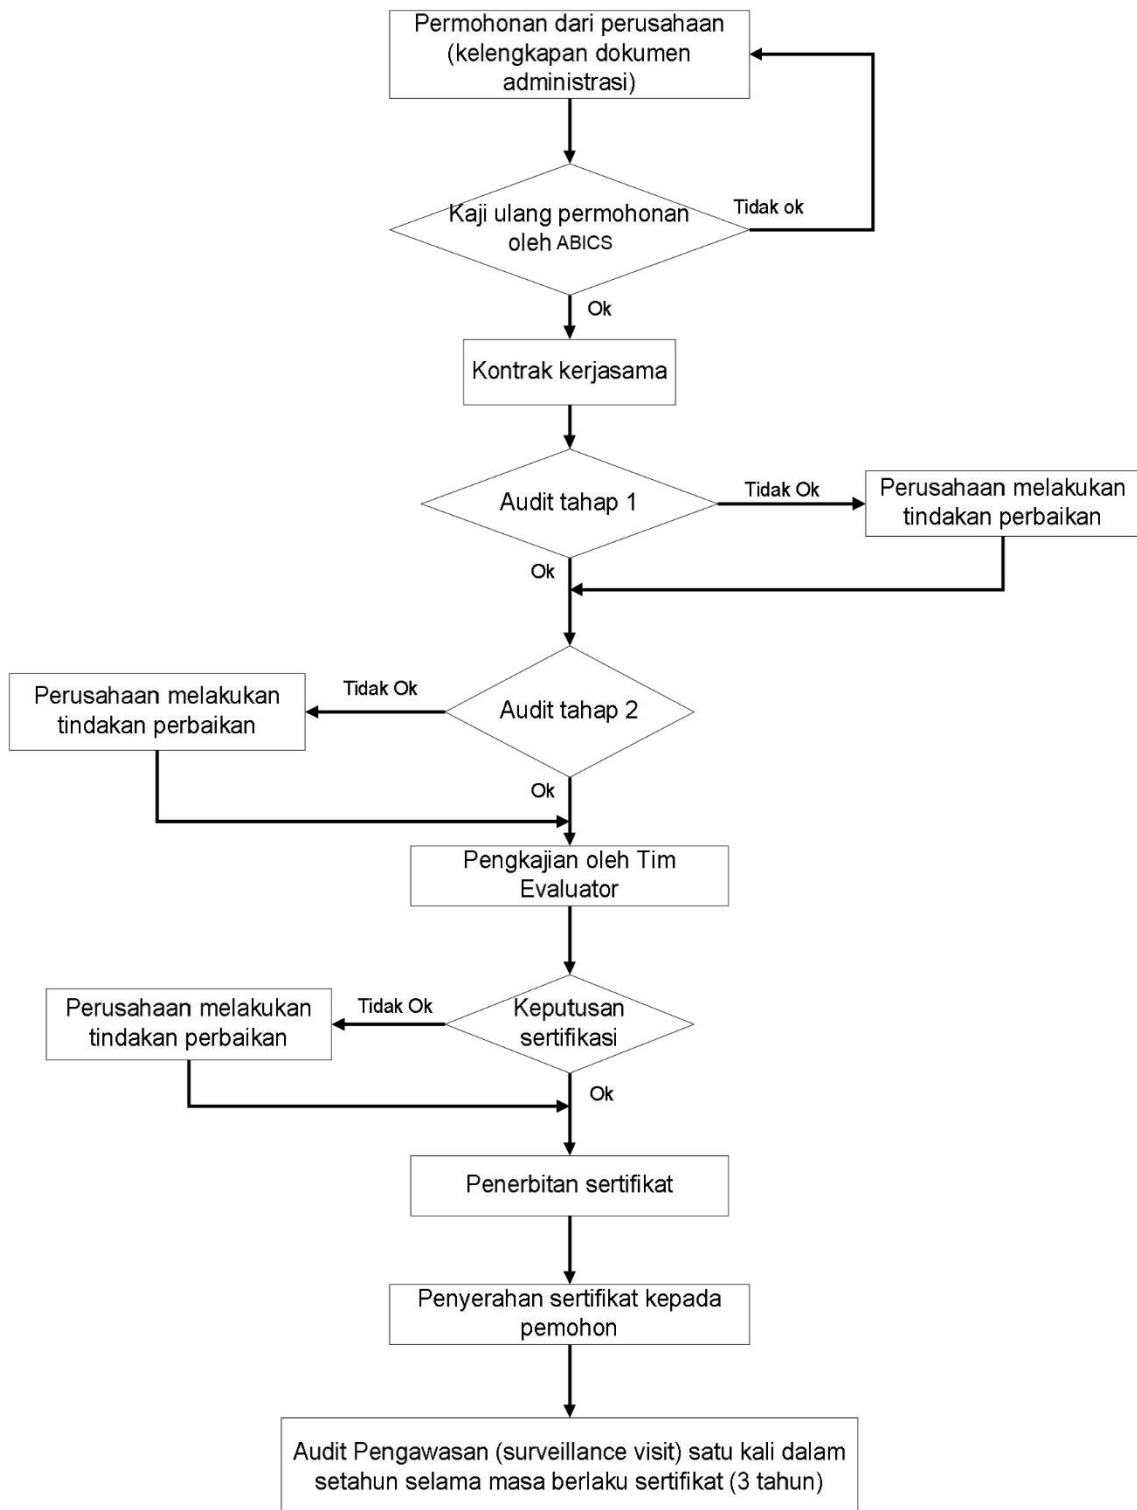 Permohonan dari perusahaan
(kelengkapan dokumen
administrasi)
Kaji ulang permohonan
oleh ABICS
Tidak ok
Ok
Kontrak kerjasama
Audit tahap 1
Tidak Ok
Perusahaan melakukan
tindakan perbaikan
Ok
Audit tahap 2
Tidak Ok
Perusahaan melakukan
tindakan perbaikan
Ok
Pengkajian oleh Tim
Evaluator
Keputusan
sertifikasi
Tidak Ok
Perusahaan melakukan
tindakan perbaikan
Ok
Penerbitan sertifikat
Penyerahan sertifikat kepada
pemohon
Audit Pengawasan (surveillance visit) satu kali dalam
setahun selama masa berlaku sertifikat (3 tahun)